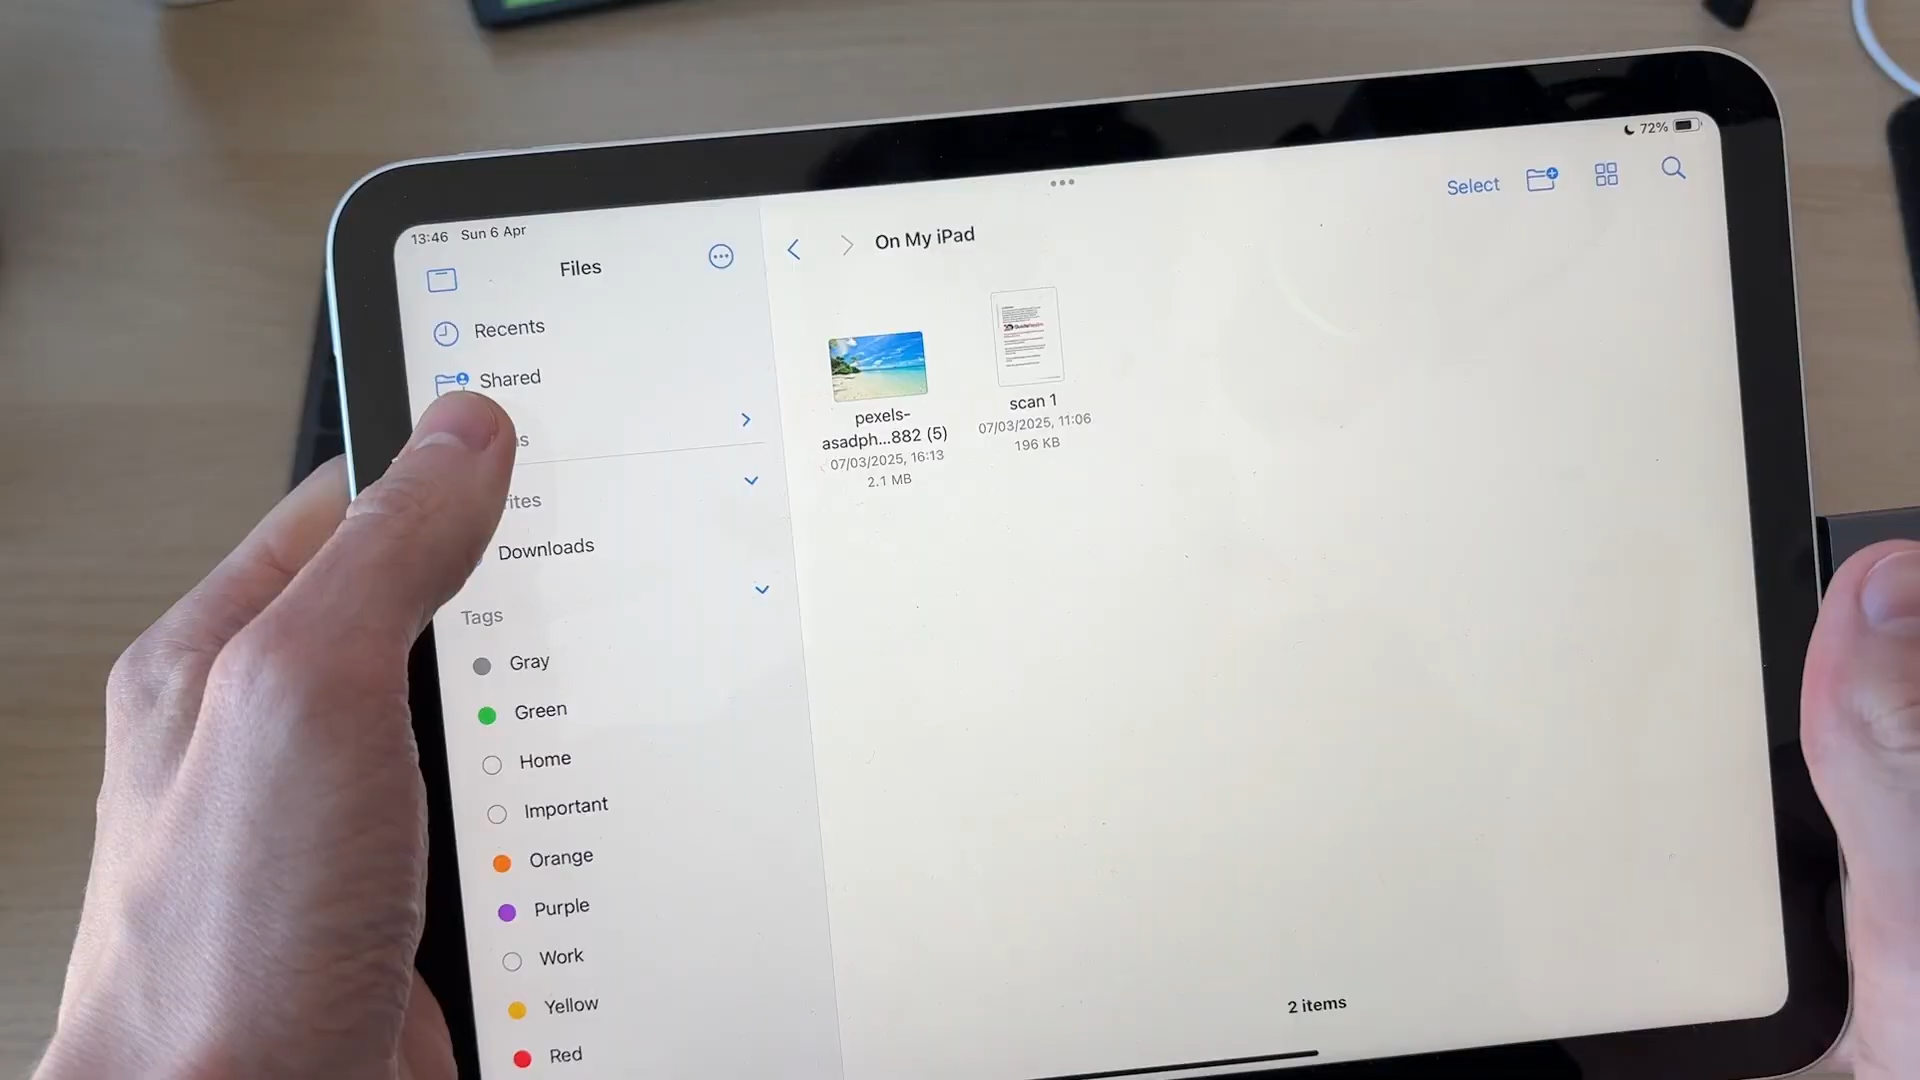 13:46 Sun 6 Apr
72%
Files
Recents
Shared
Downloads
Tags
Gray
Green
Home
Important
Orange
Purple
Work
Yellow
Red
On My iPad
Select
pexels-
asadph...882 (5)
07/03/2025, 16:13
2.1 MB
scan 1
07/03/2025, 11:06
196 KB
2 items